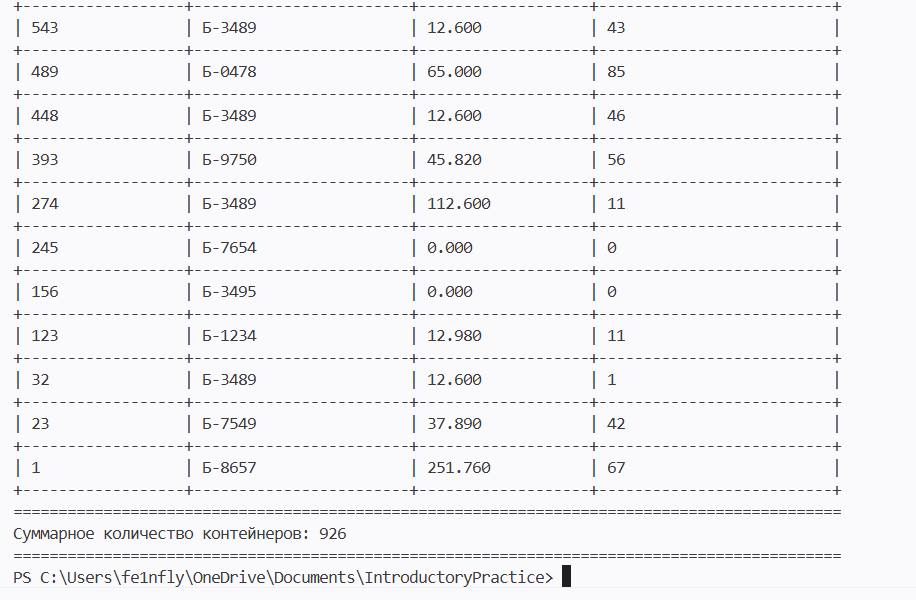 | 543 | Б-3489 | 12.600 | 43 |
| 489 | Б-0478 | 65.000 | 85 |
| 448 | Б-3489 | 12.600 | 46 |
| 393 | Б-9750 | 45.820 | 56 |
| 274 | Б-3489 | 112.600 | 11 |
| 245 | Б-7654 | 0.000 | 0 |
| 156 | Б-3495 | 0.000 | 0 |
| 123 | Б-1234 | 12.980 | 11 |
| 32 | Б-3489 | 12.600 | 1 |
| 23 | Б-7549 | 37.890 | 42 |
| 1 | Б-8657 | 251.760 | 67 |
Суммарное количество контейнеров: 926
PS C:\Users\fe1nfly\OneDrive\Documents\IntroductoryPractice>